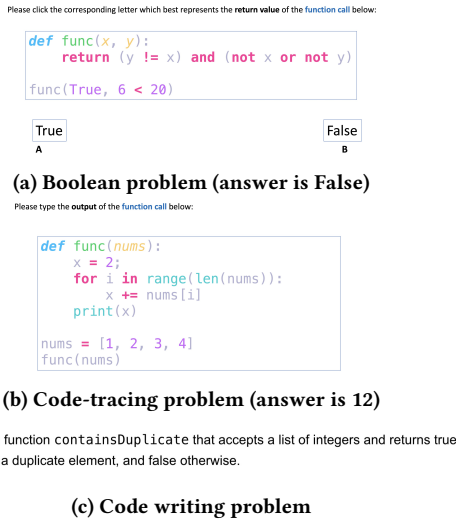 Please click the corresponding letter which best represents the return value of the function call below:
def func(x, y):
    return (y != x) and (not x or not y)
func(True, 6 < 20)
True False
A B
(a) Boolean problem (answer is False)
Please type the output of the function call below:
def func(nums):
    x = 2;
    for i in range(len(nums)):
        x += nums[i]
    print(x)
nums = [1, 2, 3, 4]
func(nums)
(b) Code-tracing problem (answer is 12)
function containsDuplicate that accepts a list of integers and returns true
a duplicate element, and false otherwise.
(c) Code writing problem